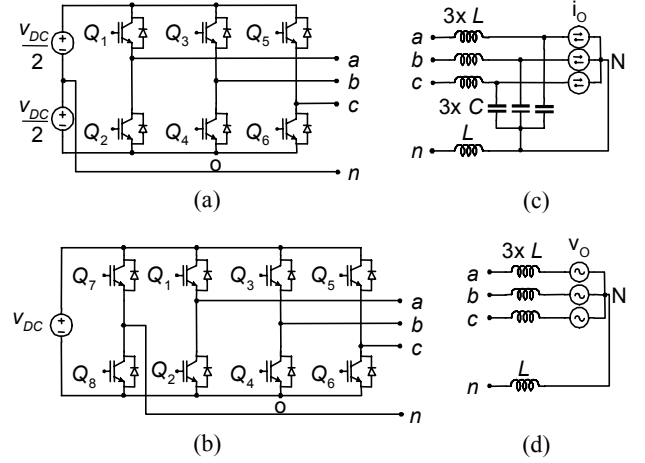 v_DC/2
v_DC/2
Q1 Q3 Q5
Q2 Q4 Q6
a
b
c
o
n
(a)
3x L
i_O
a
b
c
N
3x C
L
n
(c)
v_DC
Q7 Q1 Q3 Q5
Q8 Q2 Q4 Q6
a
b
c
o
n
(b)
3x L
v_O
a
b
c
N
L
n
(d)